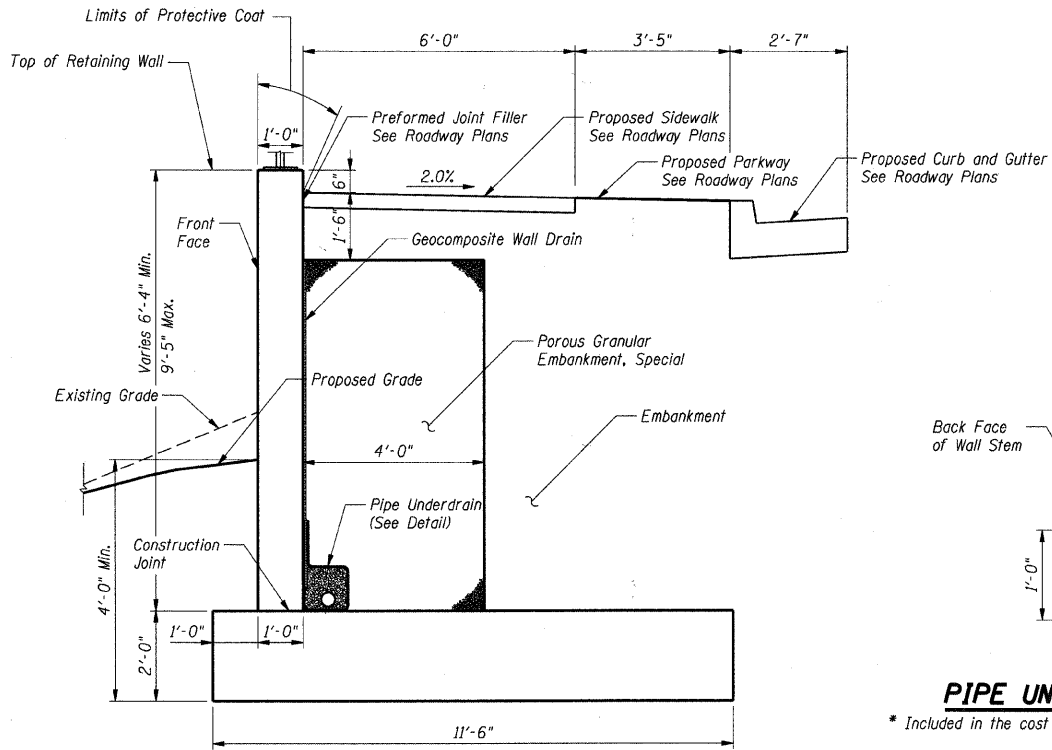 Limits of Protective Coat
Top of Retaining Wall
6'-0"
3'-5"
2'-7"
1'-0"
Preformed Joint Filler
See Roadway Plans
Proposed Sidewalk
See Roadway Plans
Proposed Parkway
See Roadway Plans
Proposed Curb and Gutter
See Roadway Plans
6"
2.0%
1'-6"
Front
Face
Geocomposite Wall Drain
Varies 6'-4" Min.
9'-5" Max.
Porous Granular
Embankment, Special
Proposed Grade
Existing Grade
Embankment
Back Face
of Wall Stem
4'-0"
Pipe Underdrain
(See Detail)
Construction
Joint
4'-0" Min.
1'-0"
1'-0"
1'-0"
2'-0"
11'-6"
PIPE UN
* Included in the cost